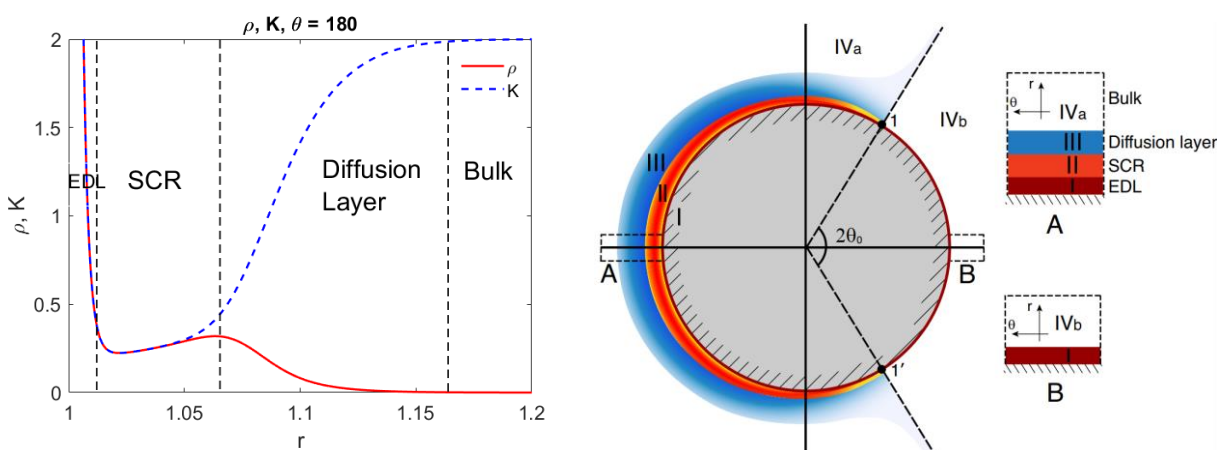 ρ, K, θ = 180
ρ, K
2
1.5
1
0.5
0
EDL
SCR
Diffusion
Layer
Bulk
ρ
K
1
1.05
1.1
1.15
1.2
r
IVa
IVb
1
1'
III
II
I
2θ₀
A
B
r
θ
IVa
Bulk
III
Diffusion layer
II
SCR
I
EDL
A
r
θ
IVb
I
B